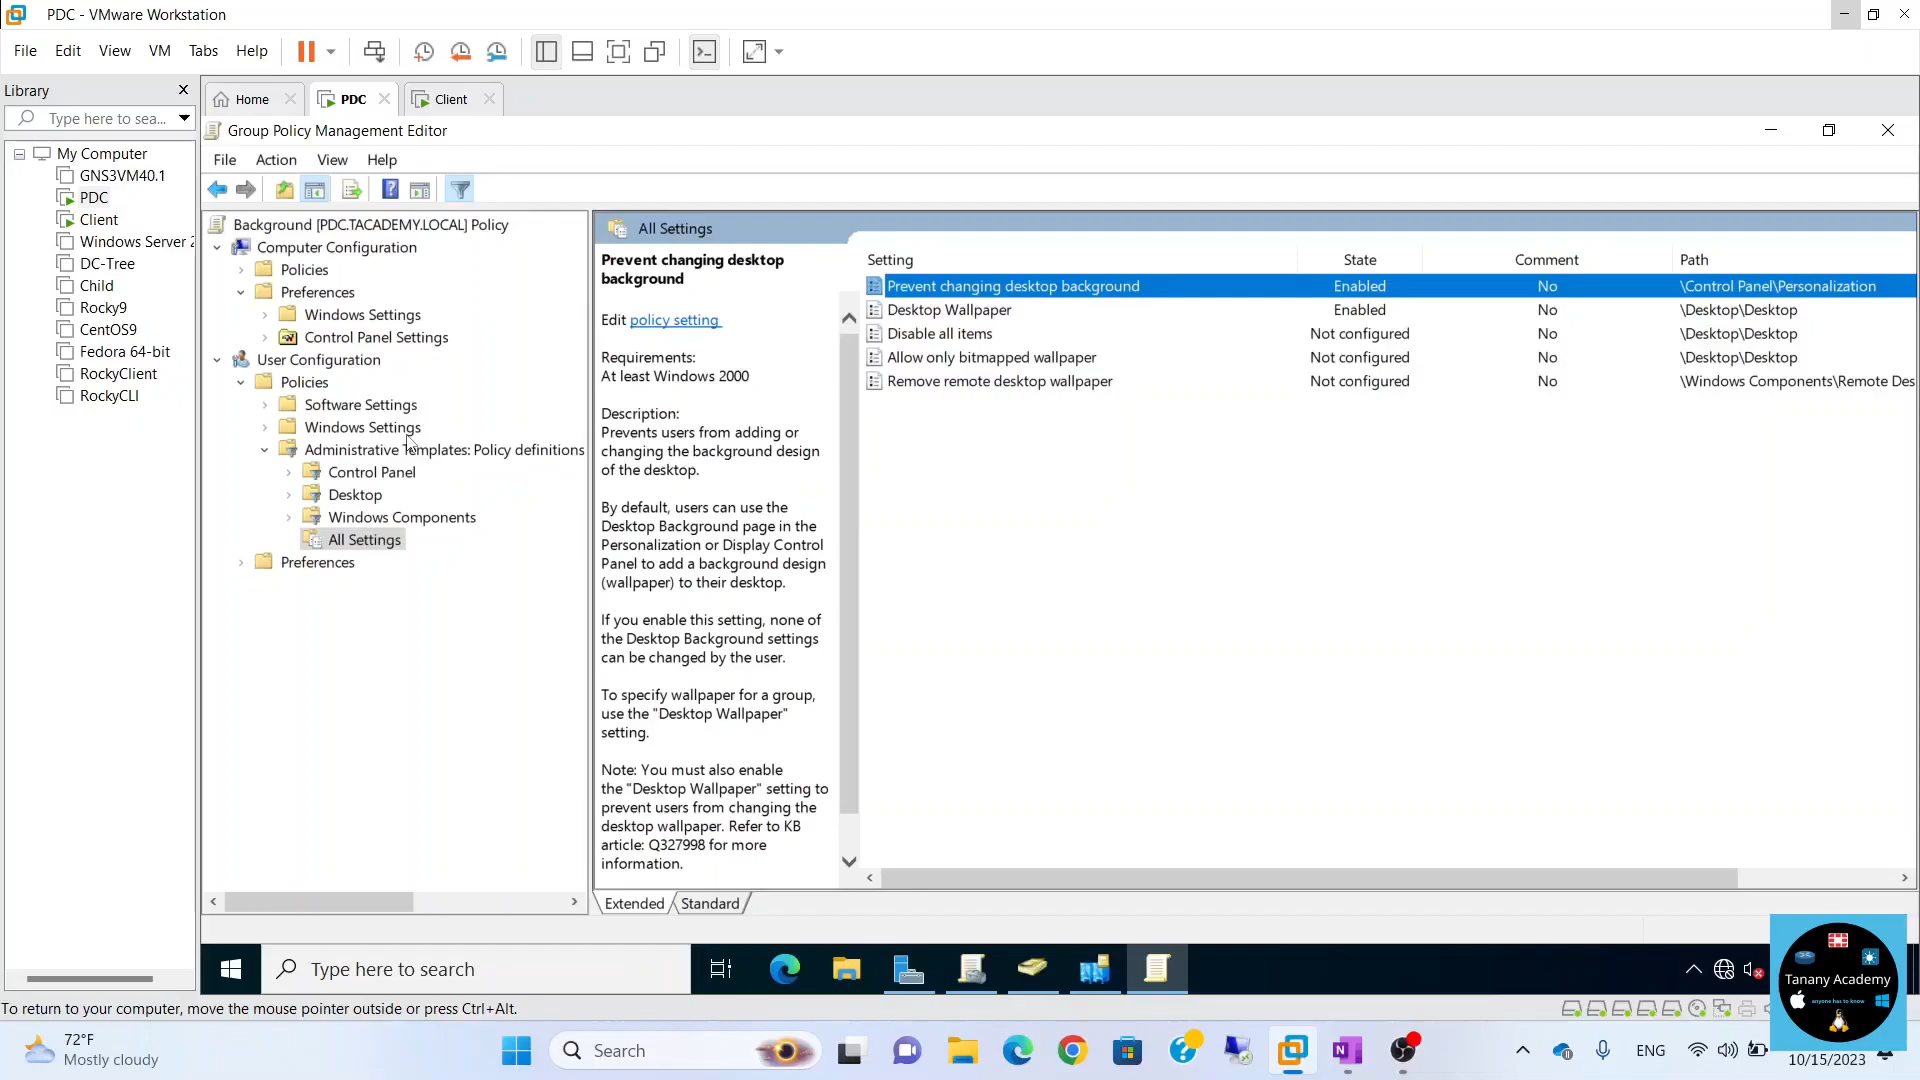 PDC - VMware Workstation
File Edit View VM Tabs Help
Library
Type here to sea...
My Computer
GNS3VM40.1
PDC
Client
Windows Server 2
DC-Tree
Child
Rocky9
CentOS9
Fedora 64-bit
RockyClient
RockyCLI
Home PDC Client
Group Policy Management Editor
File Action View Help
Background [PDC.TACADEMY.LOCAL] Policy
Computer Configuration
Policies
Preferences
Windows Settings
Control Panel Settings
User Configuration
Policies
Software Settings
Windows Settings
Administrative Templates: Policy definitions
Control Panel
Desktop
Windows Components
All Settings
Preferences
All Settings
Prevent changing desktop
background
Edit policy setting
Requirements:
At least Windows 2000
Description:
Prevents users from adding or
changing the background design
of the desktop.
By default, users can use the
Desktop Background page in the
Personalization or Display Control
Panel to add a background design
(wallpaper) to their desktop.
If you enable this setting, none of
the Desktop Background settings
can be changed by the user.
To specify wallpaper for a group,
use the "Desktop Wallpaper"
setting.
Note: You must also enable
the "Desktop Wallpaper" setting to
prevent users from changing the
desktop wallpaper. Refer to KB
article: Q327998 for more
information.
Setting State Comment Path
Prevent changing desktop background Enabled No \Control Panel\Personalization
Desktop Wallpaper Enabled No \Desktop\Desktop
Disable all items Not configured No \Desktop\Desktop
Allow only bitmapped wallpaper Not configured No \Desktop\Desktop
Remove remote desktop wallpaper Not configured No \Windows Components\Remote Des
Extended Standard
Type here to search
To return to your computer, move the mouse pointer outside or press Ctrl+Alt.
Tanany Academy
anyone has to know
72°F
Mostly cloudy
Search
ENG
10/15/2023